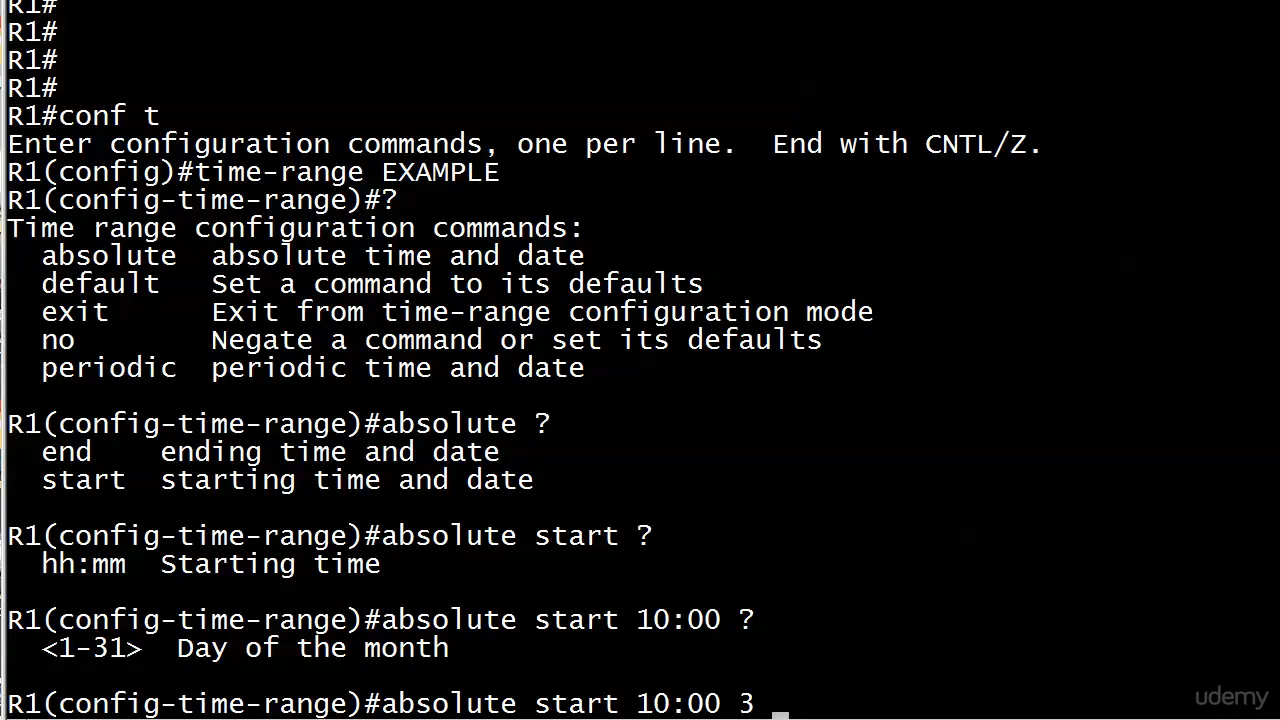 R1#
R1#
R1#
R1#
R1#conf t
Enter configuration commands, one per line.  End with CNTL/Z.
R1(config)#time-range EXAMPLE
R1(config-time-range)#?
Time range configuration commands:
  absolute  absolute time and date
  default   Set a command to its defaults
  exit      Exit from time-range configuration mode
  no        Negate a command or set its defaults
  periodic  periodic time and date
R1(config-time-range)#absolute ?
  end    ending time and date
  start  starting time and date
R1(config-time-range)#absolute start ?
  hh:mm  Starting time
R1(config-time-range)#absolute start 10:00 ?
  <1-31>  Day of the month
R1(config-time-range)#absolute start 10:00 3
udemy